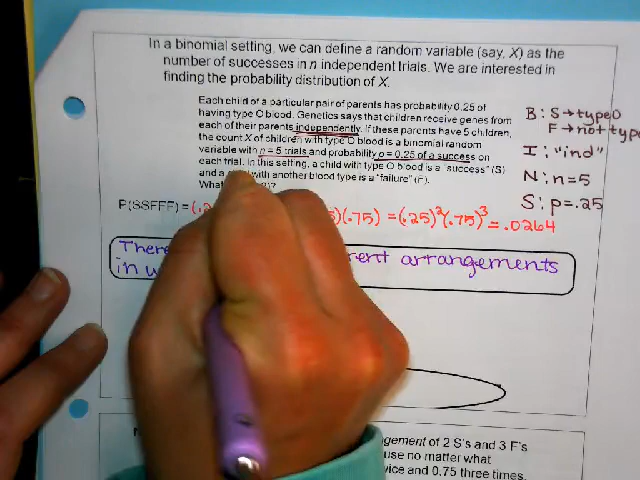 In a binomial setting, we can define a random variable (say, X) as the
number of successes in n independent trials. We are interested in
finding the probability distribution of X.
Each child of a particular pair of parents has probability 0.25 of
having type O blood. Genetics says that children receive genes from
each of their parents independently. If these parents have 5 children,
the count X of children with type O blood is a binomial random
variable with n = 5 trials and probability p = 0.25 of a success on
each trial. In this setting, a child with type O blood is a "success" (S)
and a with another blood type is a "failure" (F).
What
B: S→type O
F→not type
I: "ind"
N: n=5
S: p=.25
P(SSFFF) = )(.75) = (.25)²(.75)³ = .0264
There rent arrangements
in
gement of 2 S's and 3 F's
no matter what
and 0.75 three times.